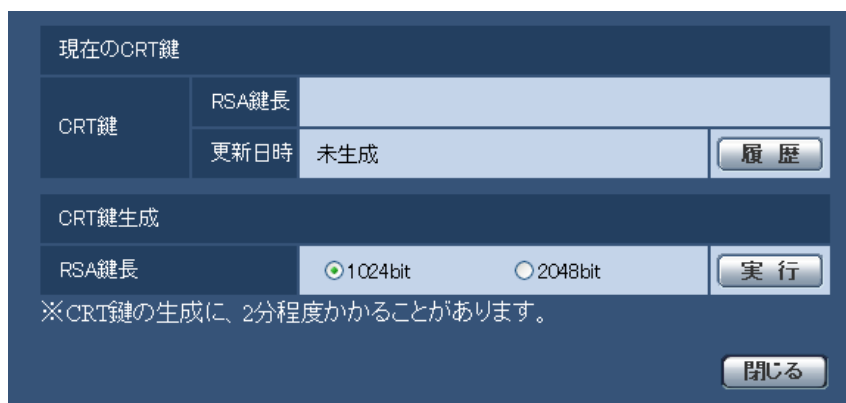 現在のCRT鍵
CRT鍵
RSA鍵長
更新日時 未生成 履歴
CRT鍵生成
RSA鍵長 1024bit 2048bit 実行
※CRT鍵の生成に、2分程度かかることがあります。
閉じる